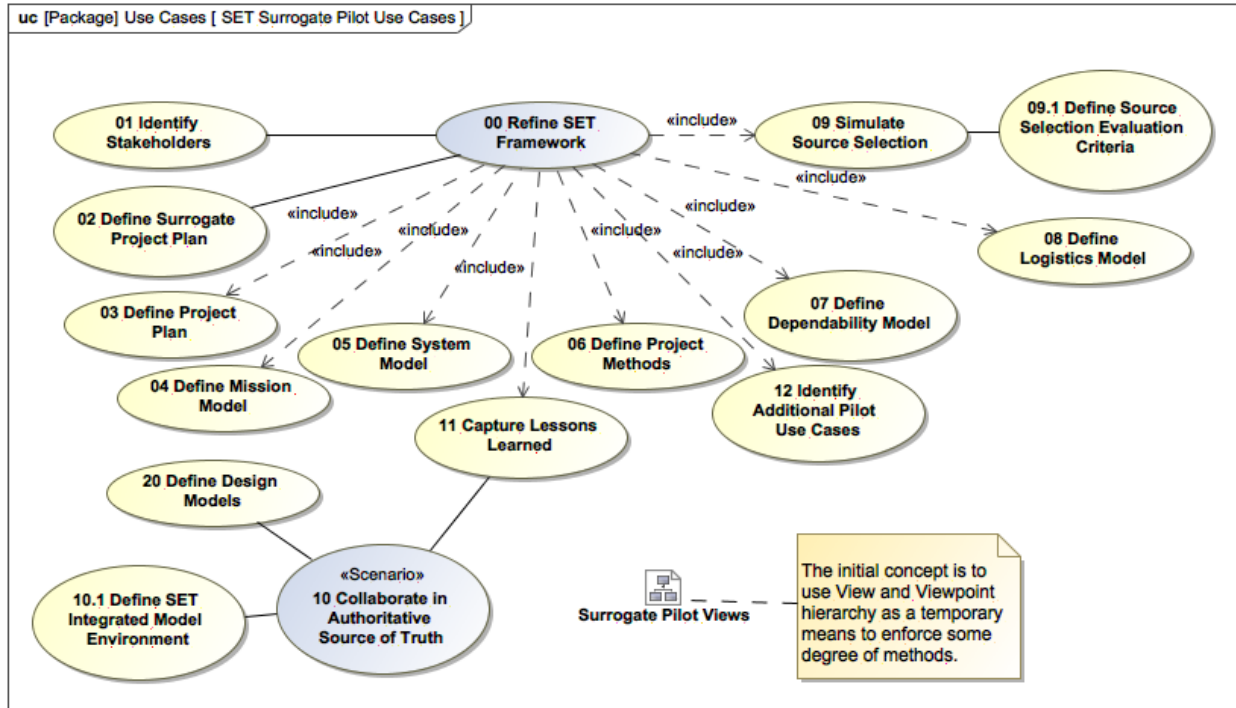 uc [Package] Use Cases [ SET Surrogate Pilot Use Cases ]
01 Identify
Stakeholders
00 Refine SET
Framework
«include»
09 Simulate
Source Selection
09.1 Define Source
Selection Evaluation
Criteria
«include»
02 Define Surrogate
Project Plan
«include»
«include»
«include»
«include»
«include»
«include»
08 Define
Logistics Model
03 Define Project
Plan
05 Define System
Model
06 Define Project
Methods
07 Define
Dependability Model
04 Define Mission
Model
12 Identify
Additional Pilot
Use Cases
11 Capture Lessons
Learned
20 Define Design
Models
«Scenario»
10 Collaborate in
Authoritative
Source of Truth
10.1 Define SET
Integrated Model
Environment
Surrogate Pilot Views
The initial concept is to
use View and Viewpoint
hierarchy as a temporary
means to enforce some
degree of methods.